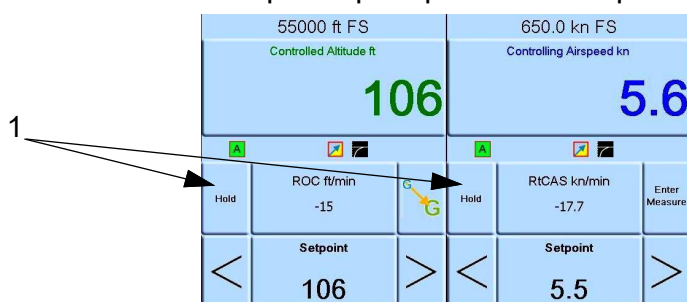 55000 ft FS
650.0 kn FS
Controlled Altitude ft
Controlling Airspeed kn
106
5.6
1
A
A
Hold
ROC ft/min
-15
G
G
Hold
RtCAS kn/min
-17.7
Enter
Measure
<
Setpoint
106
>
<
Setpoint
5.5
>